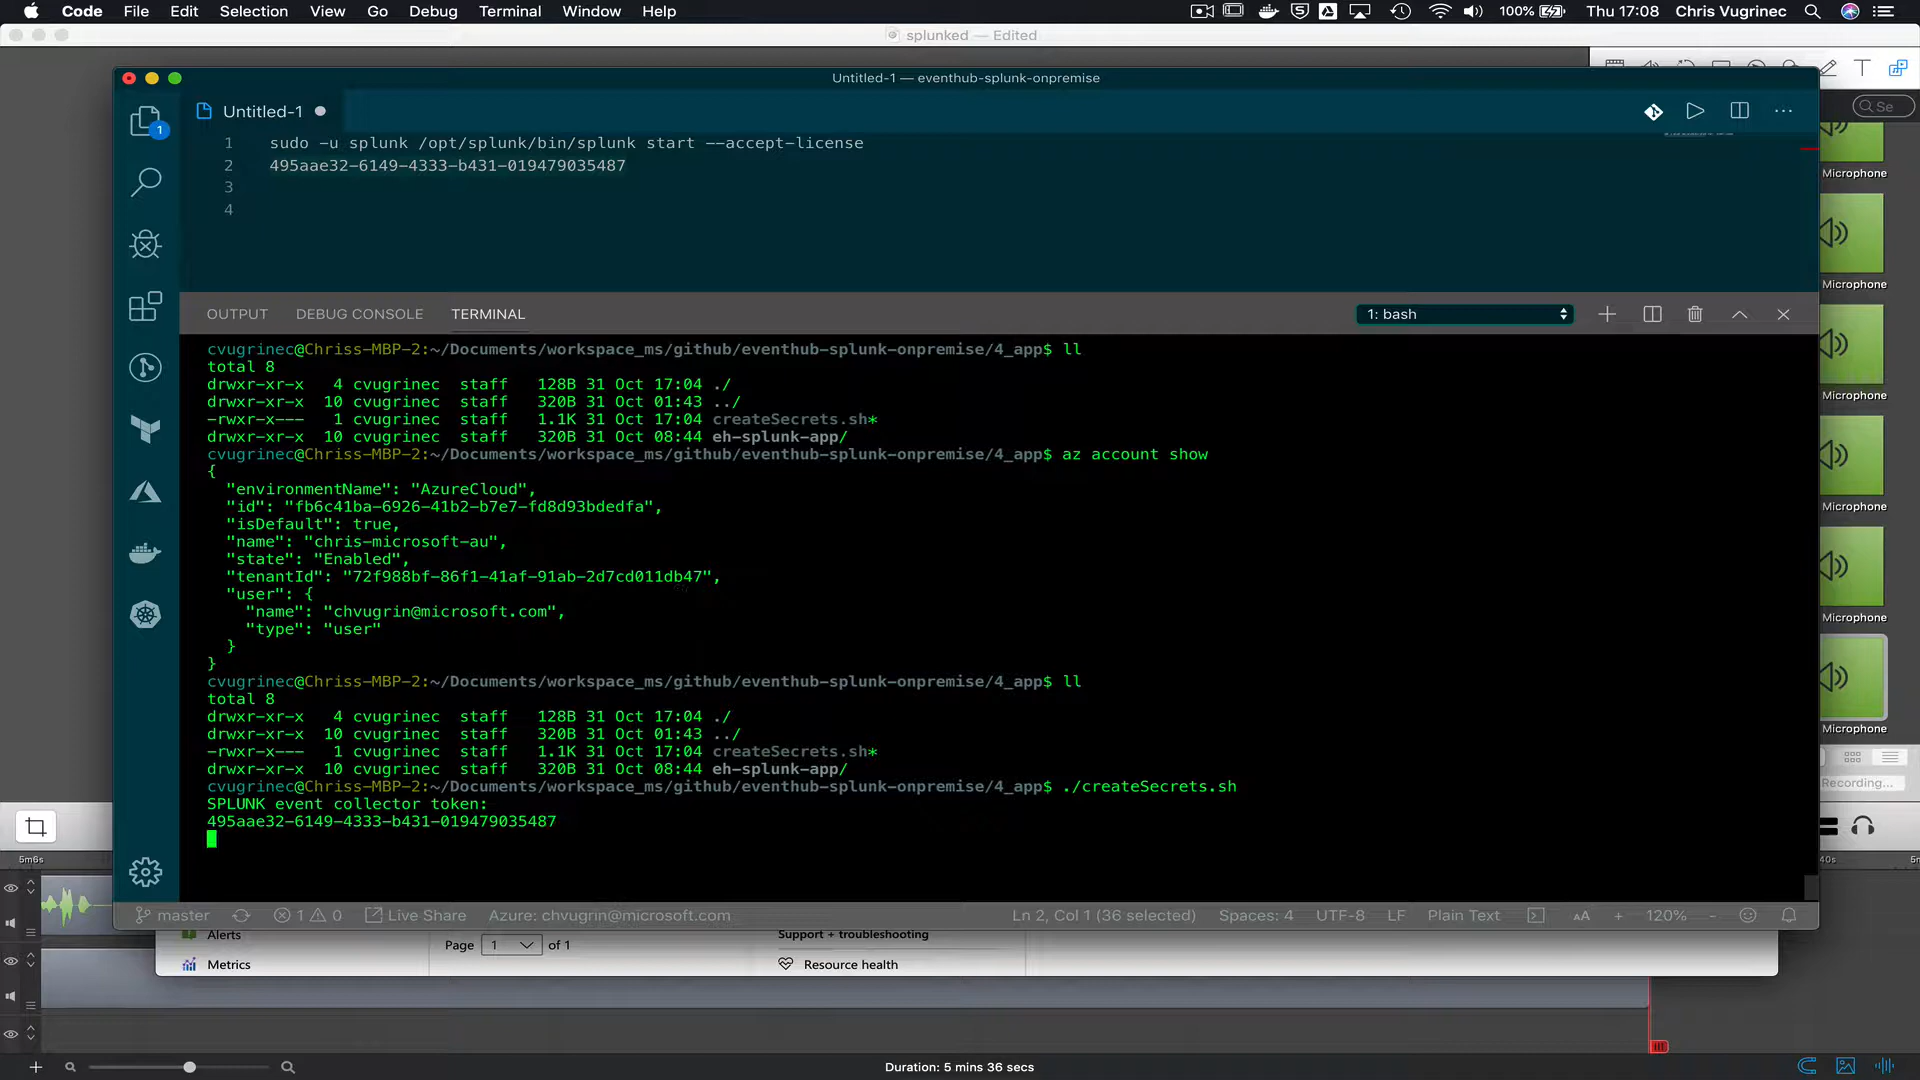 Code File Edit Selection View Go Debug Terminal Window Help 100% Thu 17:08 Chris Vugrinec
splunked — Edited
Untitled-1 — eventhub-splunk-onpremise
Se
1
Untitled-1
1 sudo -u splunk /opt/splunk/bin/splunk start --accept-license
2 495aae32-6149-4333-b431-019479035487
3
4
OUTPUT DEBUG CONSOLE TERMINAL 1: bash
cvugrinec@Chriss-MBP-2:~/Documents/workspace_ms/github/eventhub-splunk-onpremise/4_app$ ll
total 8
drwxr-xr-x 4 cvugrinec staff 128B 31 Oct 17:04 ./
drwxr-xr-x 10 cvugrinec staff 320B 31 Oct 01:43 ../
-rwxr-x--- 1 cvugrinec staff 1.1K 31 Oct 17:04 createSecrets.sh*
drwxr-xr-x 10 cvugrinec staff 320B 31 Oct 08:44 eh-splunk-app/
cvugrinec@Chriss-MBP-2:~/Documents/workspace_ms/github/eventhub-splunk-onpremise/4_app$ az account show
{
"environmentName": "AzureCloud",
"id": "fb6c41ba-6926-41b2-b7e7-fd8d93bdedfa",
"isDefault": true,
"name": "chris-microsoft-au",
"state": "Enabled",
"tenantId": "72f988bf-86f1-41af-91ab-2d7cd011db47",
"user": {
"name": "chvugrin@microsoft.com",
"type": "user"
}
}
cvugrinec@Chriss-MBP-2:~/Documents/workspace_ms/github/eventhub-splunk-onpremise/4_app$ ll
total 8
drwxr-xr-x 4 cvugrinec staff 128B 31 Oct 17:04 ./
drwxr-xr-x 10 cvugrinec staff 320B 31 Oct 01:43 ../
-rwxr-x--- 1 cvugrinec staff 1.1K 31 Oct 17:04 createSecrets.sh*
drwxr-xr-x 10 cvugrinec staff 320B 31 Oct 08:44 eh-splunk-app/
cvugrinec@Chriss-MBP-2:~/Documents/workspace_ms/github/eventhub-splunk-onpremise/4_app$ ./createSecrets.sh
SPLUNK event collector token:
495aae32-6149-4333-b431-019479035487
Microphone
Microphone
Microphone
Microphone
Microphone
Microphone
Recording...
master 1 0 Live Share Azure: chvugrin@microsoft.com Ln 2, Col 1 (36 selected) Spaces: 4 UTF-8 LF Plain Text AA + 120% -
5m6s
40s
Alerts
Metrics
Page 1 of 1
Support + troubleshooting
Resource health
Duration: 5 mins 36 secs